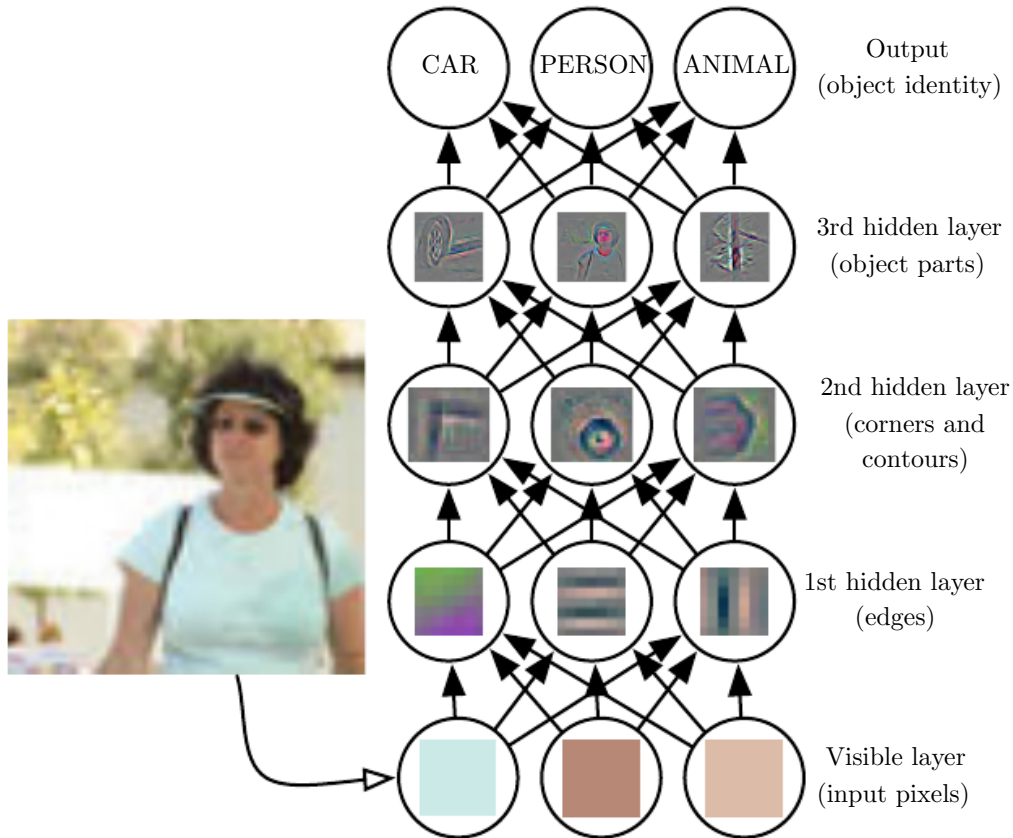 CAR
PERSON
ANIMAL
Output
(object identity)
3rd hidden layer
(object parts)
2nd hidden layer
(corners and
contours)
1st hidden layer
(edges)
Visible layer
(input pixels)